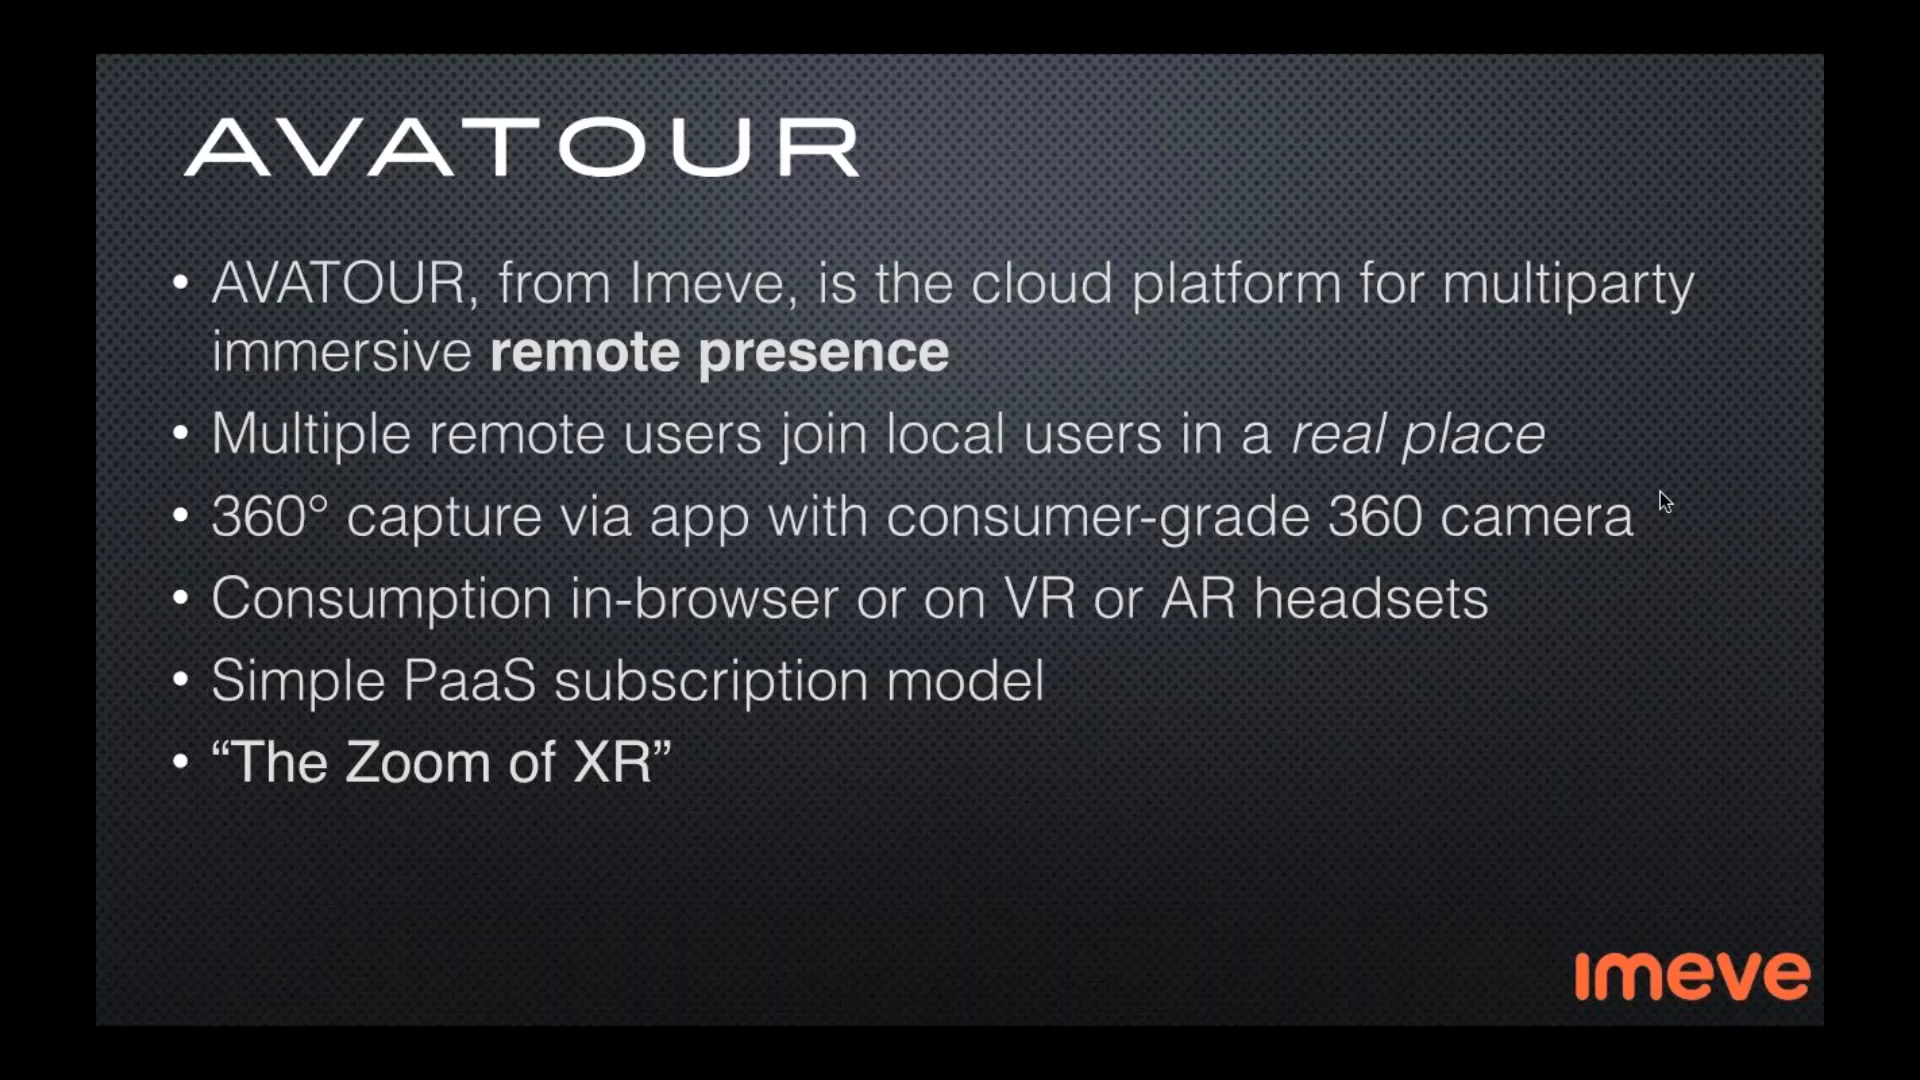 AVATOUR
• AVATOUR, from Imeve, is the cloud platform for multiparty
immersive remote presence
• Multiple remote users join local users in a real place
• 360° capture via app with consumer-grade 360 camera
• Consumption in-browser or on VR or AR headsets
• Simple PaaS subscription model
• “The Zoom of XR”
imeve